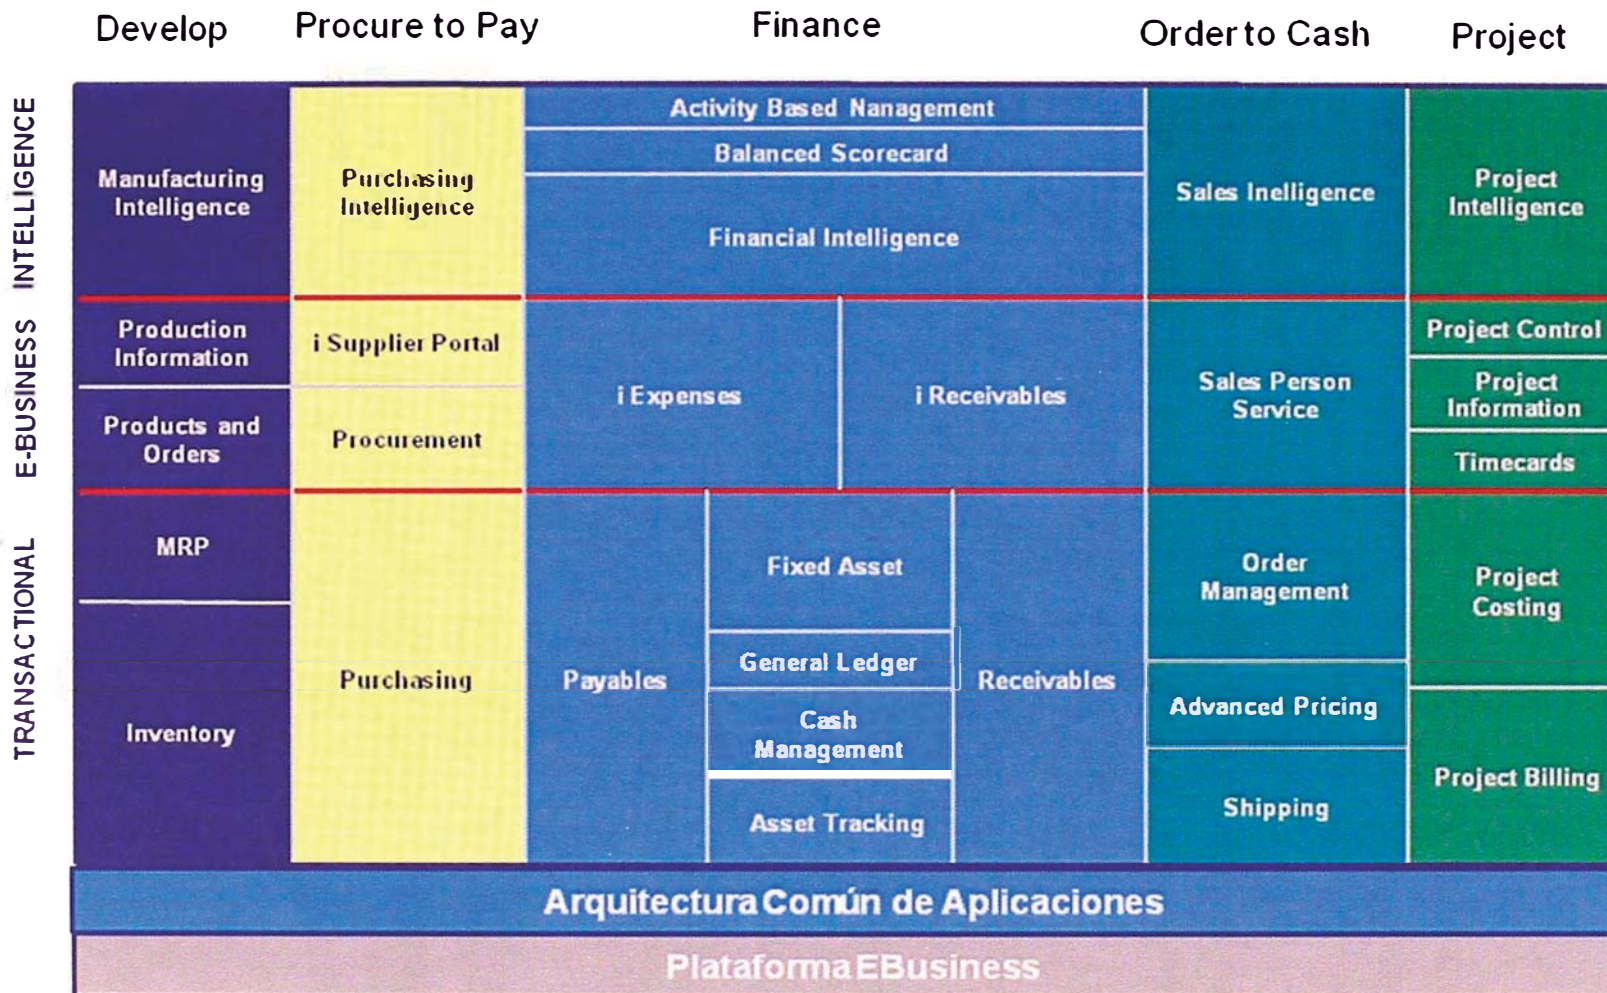 Develop
Procure to Pay
Finance
Order to Cash
Project
INTELLIGENCE
Manufacturing
Intelligence
Purchasing
Intelligence
Activity Based Nanagement
Balanced Scorecard
Financial Intelligence
Sales Inelligence
Project
Intelligence
E-BUSINESS
Production
Information
Products and
Orders
i Supplier Portal
Procurement
i Expenses
i Receivables
Sales Person
Service
Project Control
Project
Information
Timecards
TRANSACTIONAL
MRP
Inventory
Purchasing
Payables
Fixed Asset
General Ledger
Cash
Management
Asset Tracking
Receivables
Order
Management
Advanced Pricing
Shipping
Project
Costing
Project Billing
Arquitectura Común de Aplicaciones
Plataforma EBusiness